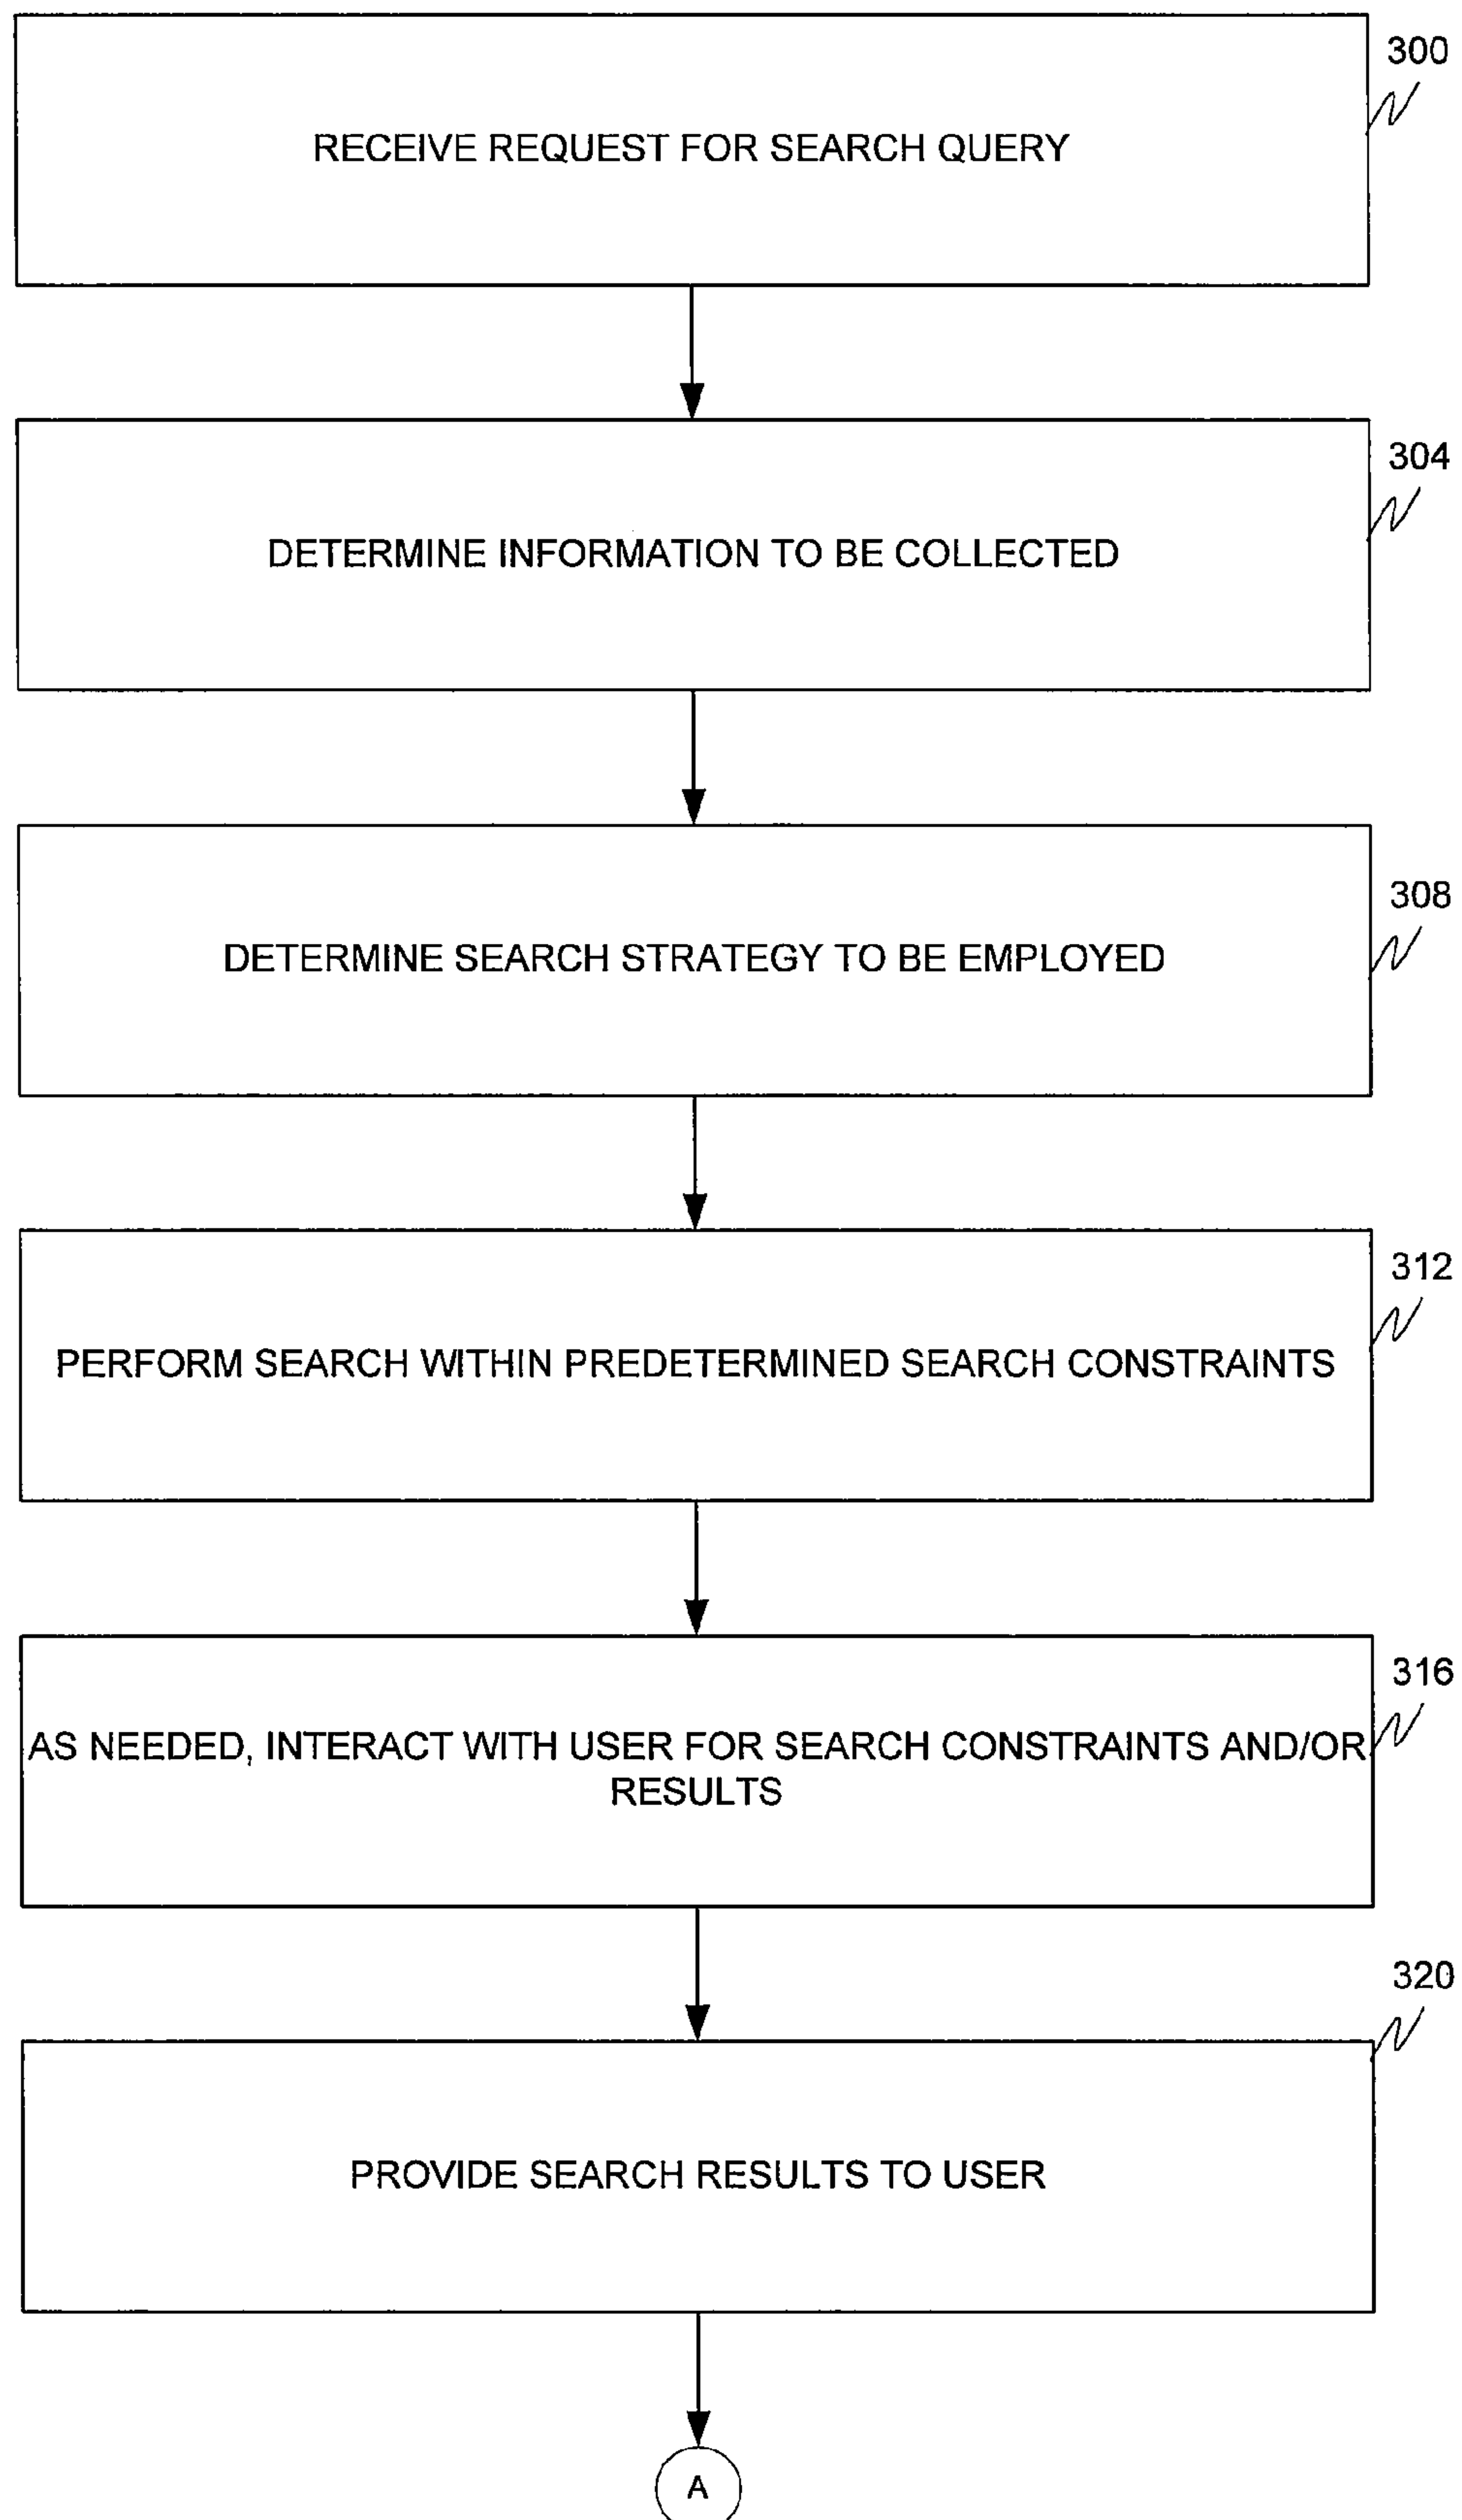 300
RECEIVE REQUEST FOR SEARCH QUERY
304
DETERMINE INFORMATION TO BE COLLECTED
308
DETERMINE SEARCH STRATEGY TO BE EMPLOYED
312
PERFORM SEARCH WITHIN PREDETERMINED SEARCH CONSTRAINTS
316
AS NEEDED, INTERACT WITH USER FOR SEARCH CONSTRAINTS AND/OR
RESULTS
320
PROVIDE SEARCH RESULTS TO USER
A